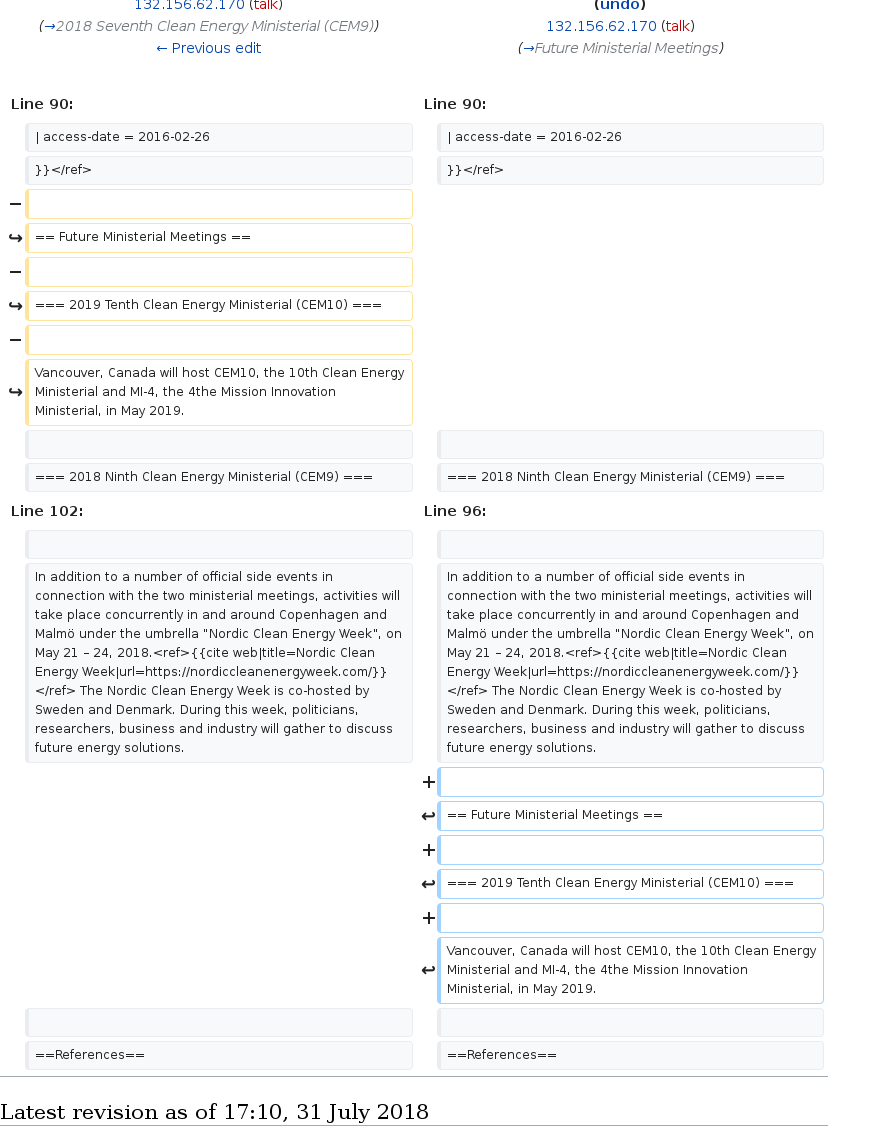 132.156.62.170 (talk)
(→2018 Seventh Clean Energy Ministerial (CEM9))
← Previous edit
(undo)
132.156.62.170 (talk)
(→Future Ministerial Meetings)
Line 90:
Line 90:
| access-date = 2016-02-26
| access-date = 2016-02-26
}}</ref>
}}</ref>
−
↪ == Future Ministerial Meetings ==
−
↪ === 2019 Tenth Clean Energy Ministerial (CEM10) ===
−
↪ Vancouver, Canada will host CEM10, the 10th Clean Energy
Ministerial and MI-4, the 4the Mission Innovation
Ministerial, in May 2019.
=== 2018 Ninth Clean Energy Ministerial (CEM9) ===
=== 2018 Ninth Clean Energy Ministerial (CEM9) ===
Line 102:
Line 96:
In addition to a number of official side events in
connection with the two ministerial meetings, activities will
take place concurrently in and around Copenhagen and
Malmö under the umbrella "Nordic Clean Energy Week", on
May 21 – 24, 2018.<ref>{{cite web|title=Nordic Clean
Energy Week|url=https://nordiccleanenergyweek.com/}}
</ref> The Nordic Clean Energy Week is co-hosted by
Sweden and Denmark. During this week, politicians,
researchers, business and industry will gather to discuss
future energy solutions.
In addition to a number of official side events in
connection with the two ministerial meetings, activities will
take place concurrently in and around Copenhagen and
Malmö under the umbrella "Nordic Clean Energy Week", on
May 21 – 24, 2018.<ref>{{cite web|title=Nordic Clean
Energy Week|url=https://nordiccleanenergyweek.com/}}
</ref> The Nordic Clean Energy Week is co-hosted by
Sweden and Denmark. During this week, politicians,
researchers, business and industry will gather to discuss
future energy solutions.
+
↩ == Future Ministerial Meetings ==
+
↩ === 2019 Tenth Clean Energy Ministerial (CEM10) ===
+
↩ Vancouver, Canada will host CEM10, the 10th Clean Energy
Ministerial and MI-4, the 4the Mission Innovation
Ministerial, in May 2019.
==References==
==References==
Latest revision as of 17:10, 31 July 2018